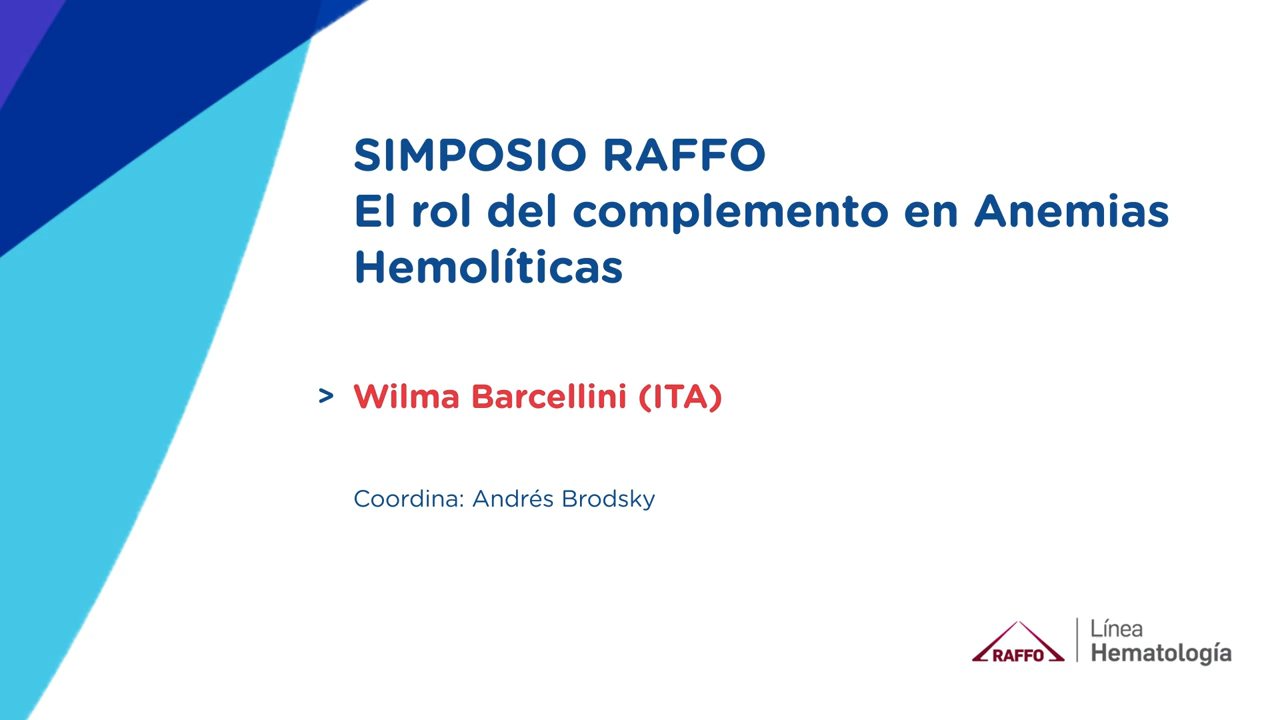 SIMPOSIO RAFFO
El rol del complemento en Anemias
Hemolíticas
> Wilma Barcellini (ITA)
Coordina: Andrés Brodsky
RAFFO
Línea
Hematología